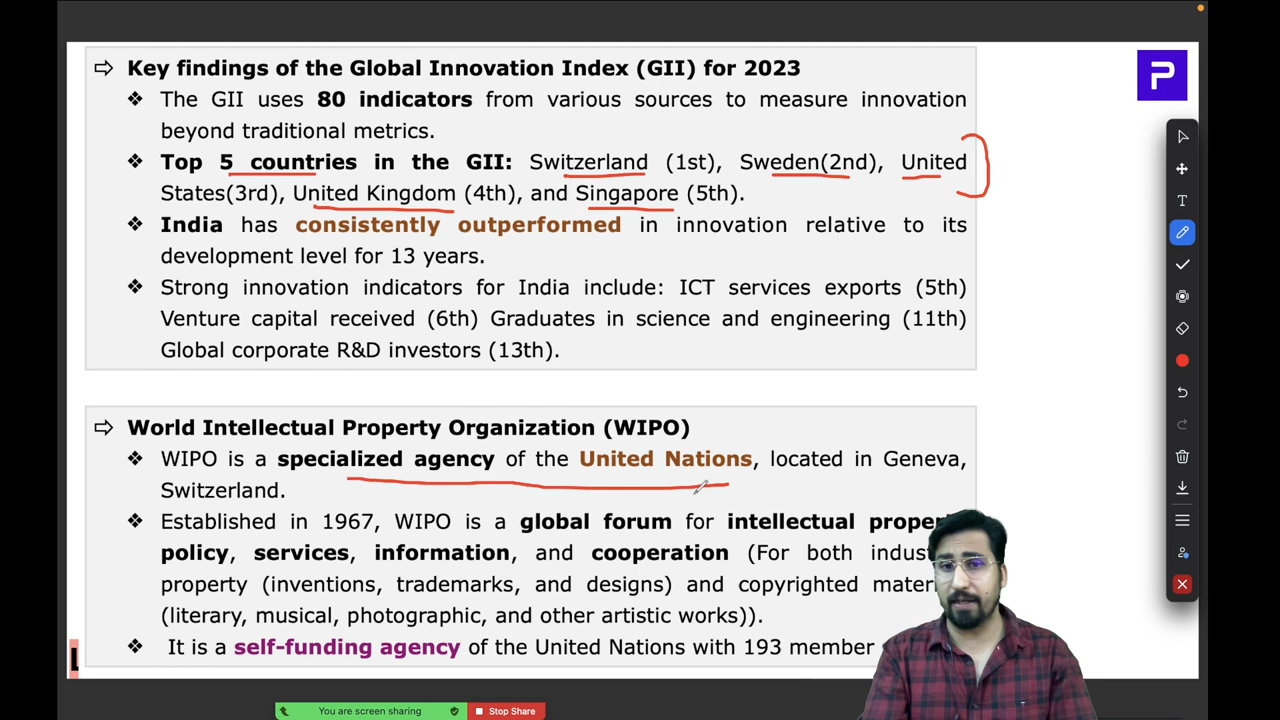 Key findings of the Global Innovation Index (GII) for 2023
The GII uses 80 indicators from various sources to measure innovation
beyond traditional metrics.
Top 5 countries in the GII: Switzerland (1st), Sweden(2nd), United
States(3rd), United Kingdom (4th), and Singapore (5th).
India has consistently outperformed in innovation relative to its
development level for 13 years.
Strong innovation indicators for India include: ICT services exports (5th)
Venture capital received (6th) Graduates in science and engineering (11th)
Global corporate R&D investors (13th).
World Intellectual Property Organization (WIPO)
WIPO is a specialized agency of the United Nations, located in Geneva,
Switzerland.
Established in 1967, WIPO is a global forum for intellectual
policy, services, information, and cooperation (For both
property (inventions, trademarks, and designs) and copyrighted
(literary, musical, photographic, and other artistic works)).
It is a self-funding agency of the United Nations with 193 member
You are screen sharing
Stop Share